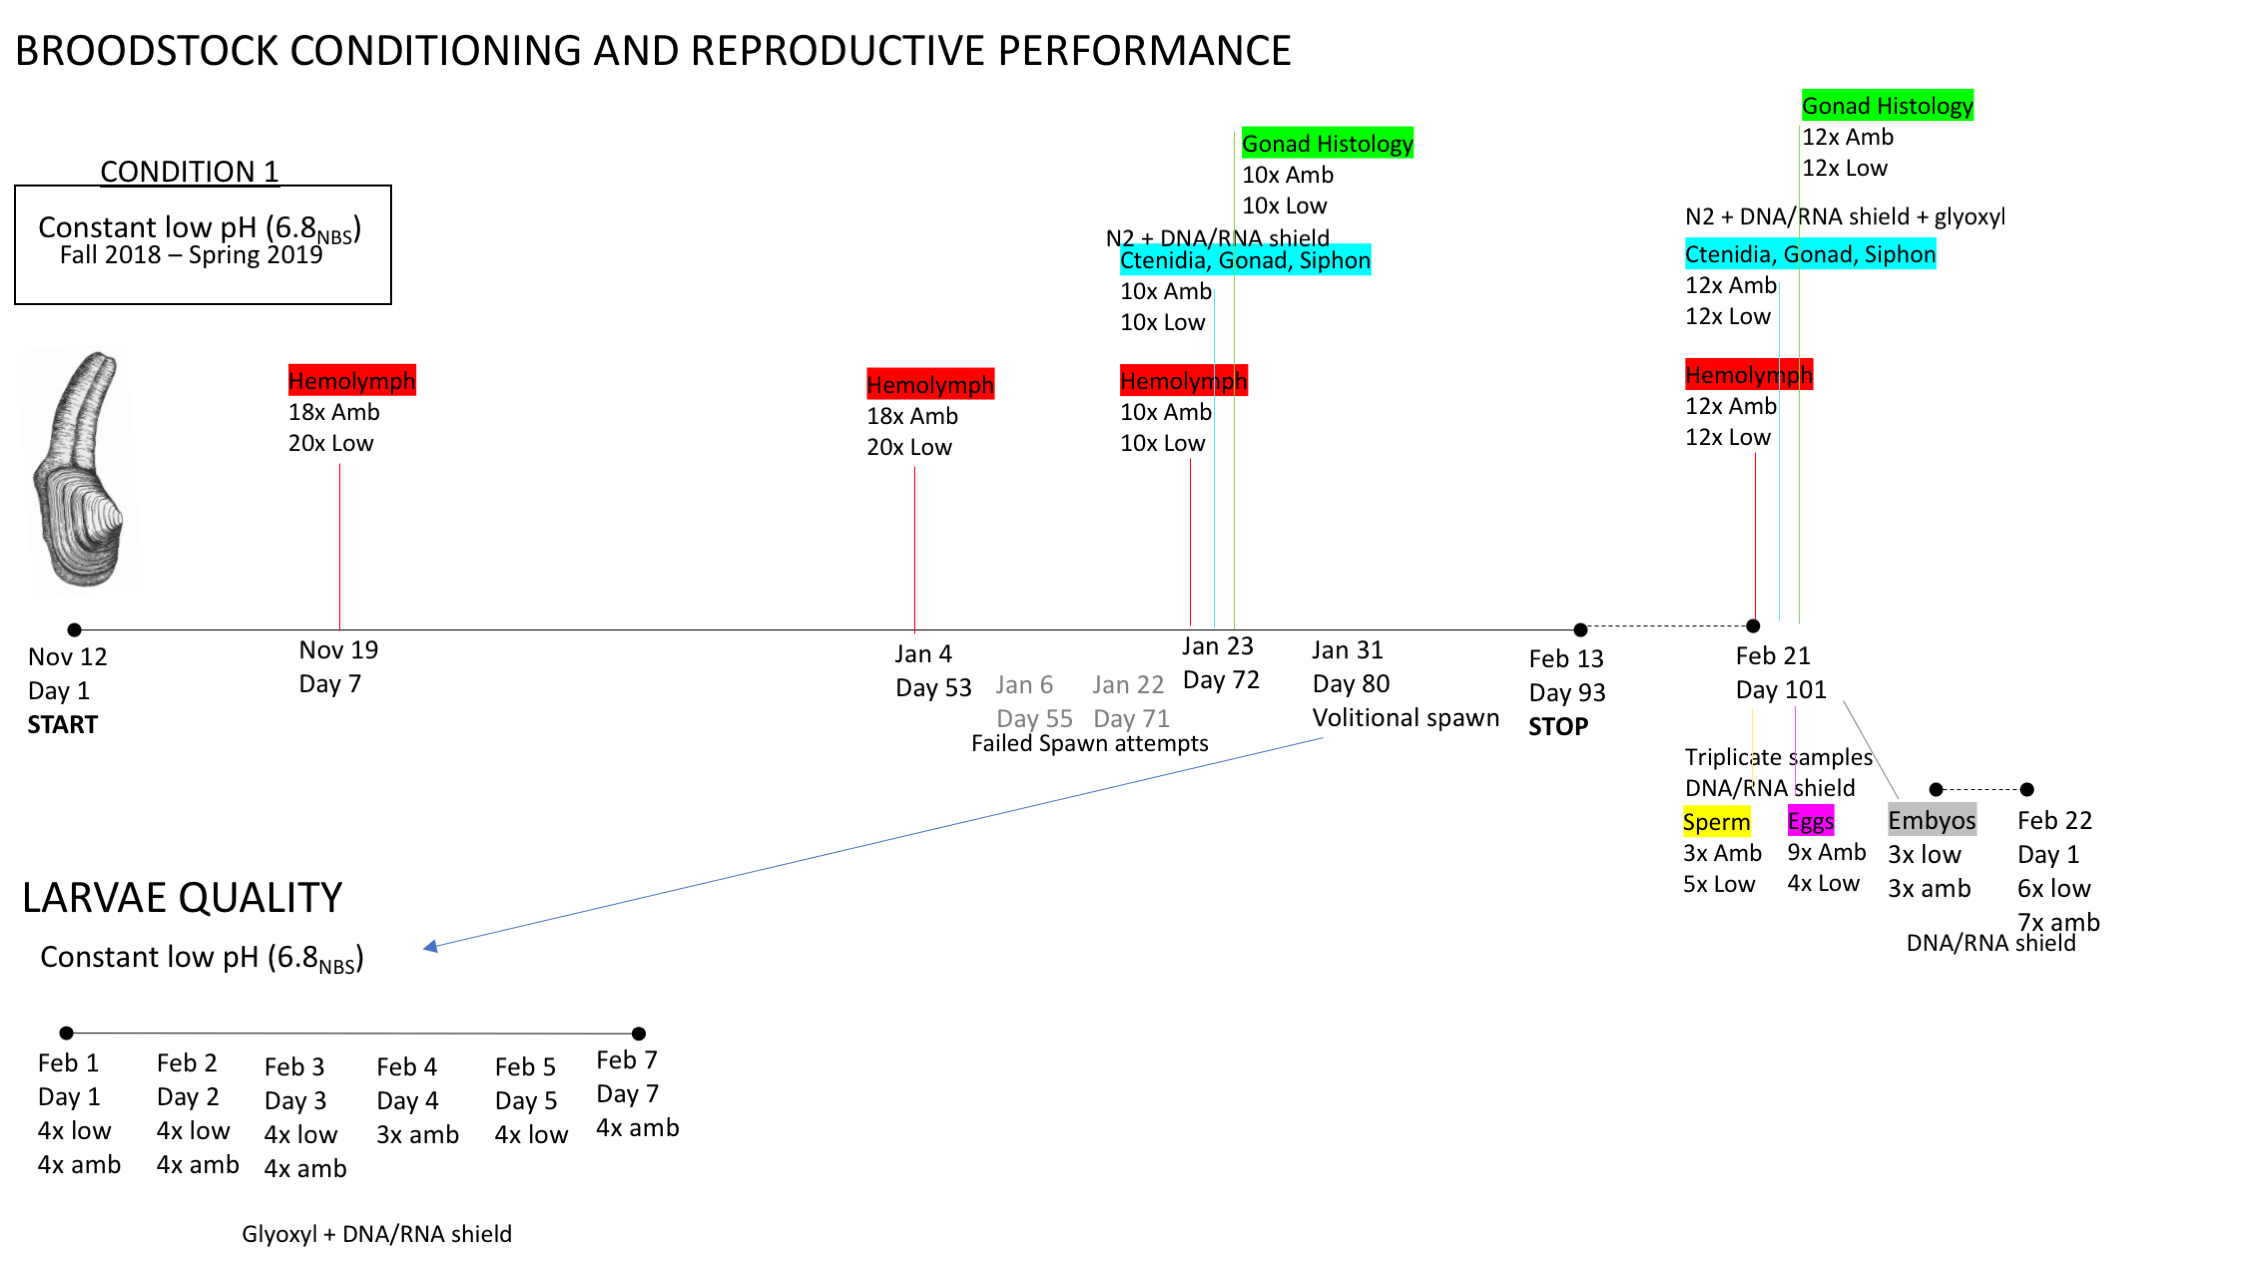 BROODSTOCK CONDITIONING AND REPRODUCTIVE PERFORMANCE
CONDITION 1
Constant low pH (6.8NBS)
Fall 2018 – Spring 2019
Hemolymph
18x Amb
20x Low
Hemolymph
18x Amb
20x Low
Gonad Histology
10x Amb
10x Low
N2 + DNA/RNA shield
Ctenidia, Gonad, Siphon
10x Amb
10x Low
Hemolymph
10x Amb
10x Low
Gonad Histology
12x Amb
12x Low
N2 + DNA/RNA shield + glyoxyl
Ctenidia, Gonad, Siphon
12x Amb
12x Low
Hemolymph
12x Amb
12x Low
Nov 12
Day 1
START
Nov 19
Day 7
Jan 4
Day 53
Jan 6
Day 55
Jan 22
Day 71
Failed Spawn attempts
Jan 23
Day 72
Jan 31
Day 80
Volitional spawn
Feb 13
Day 93
STOP
Feb 21
Day 101
Triplicate samples
DNA/RNA shield
Sperm
3x Amb
5x Low
Eggs
9x Amb
4x Low
Embyos
3x low
3x amb
Feb 22
Day 1
6x low
7x amb
DNA/RNA shield
LARVAE QUALITY
Constant low pH (6.8NBS)
Feb 1
Day 1
4x low
4x amb
Feb 2
Day 2
4x low
4x amb
Feb 3
Day 3
4x low
4x amb
Feb 4
Day 4
3x amb
Feb 5
Day 5
4x low
Feb 7
Day 7
4x amb
Glyoxyl + DNA/RNA shield